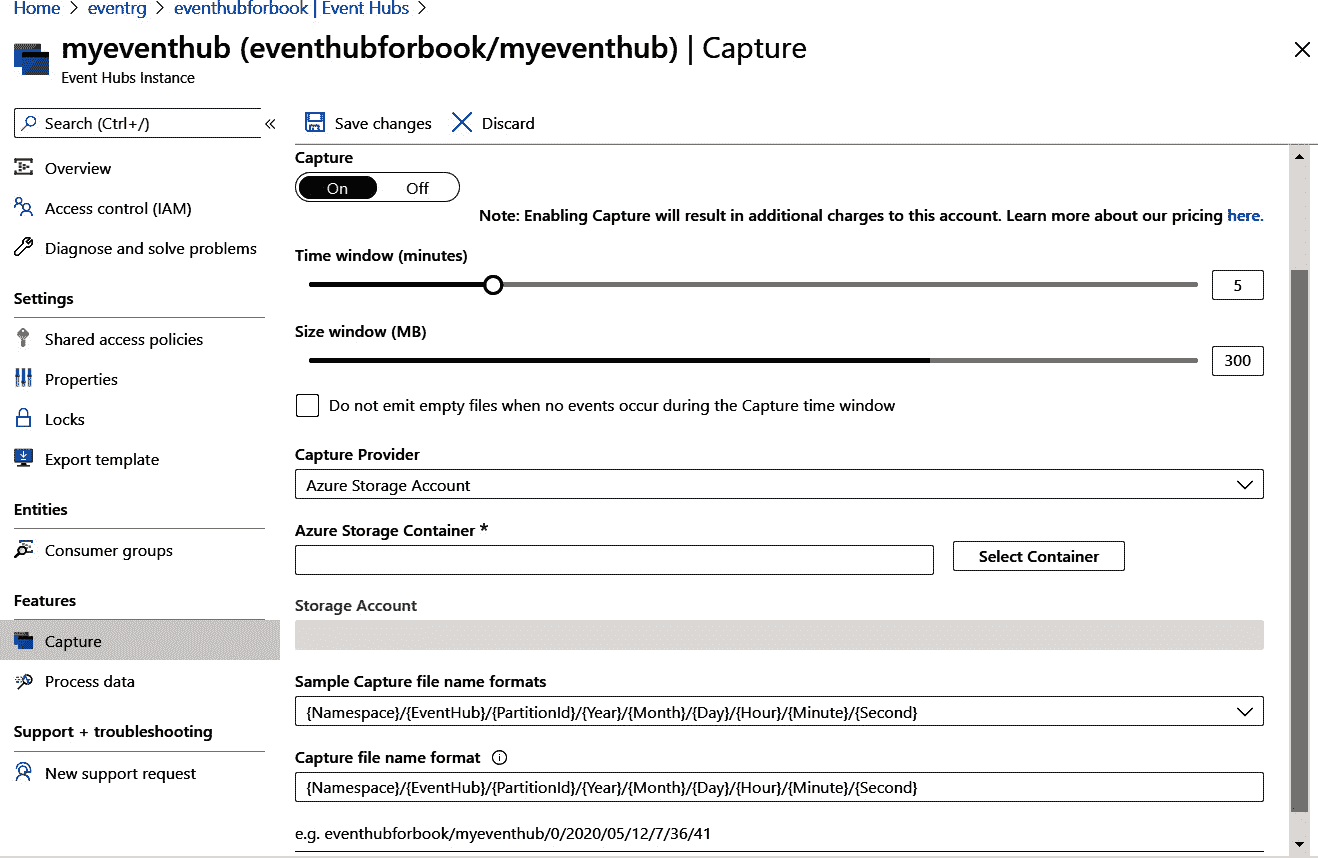 Home > eventrg > eventhubforbook | Event Hubs >
myeventhub (eventhubforbook/myeventhub) | Capture
Event Hubs Instance
Search (Ctrl+/)
«
Save changes
Discard
Overview
Access control (IAM)
Diagnose and solve problems
Settings
Shared access policies
Properties
Locks
Export template
Entities
Consumer groups
Features
Capture
Process data
Support + troubleshooting
New support request
Capture
On Off
Note: Enabling Capture will result in additional charges to this account. Learn more about our pricing here.
Time window (minutes)
5
Size window (MB)
300
Do not emit empty files when no events occur during the Capture time window
Capture Provider
Azure Storage Account
Azure Storage Container *
Select Container
Storage Account
Sample Capture file name formats
{Namespace}/{EventHub}/{PartitionId}/{Year}/{Month}/{Day}/{Hour}/{Minute}/{Second}
Capture file name format
{Namespace}/{EventHub}/{PartitionId}/{Year}/{Month}/{Day}/{Hour}/{Minute}/{Second}
e.g. eventhubforbook/myeventhub/0/2020/05/12/7/36/41